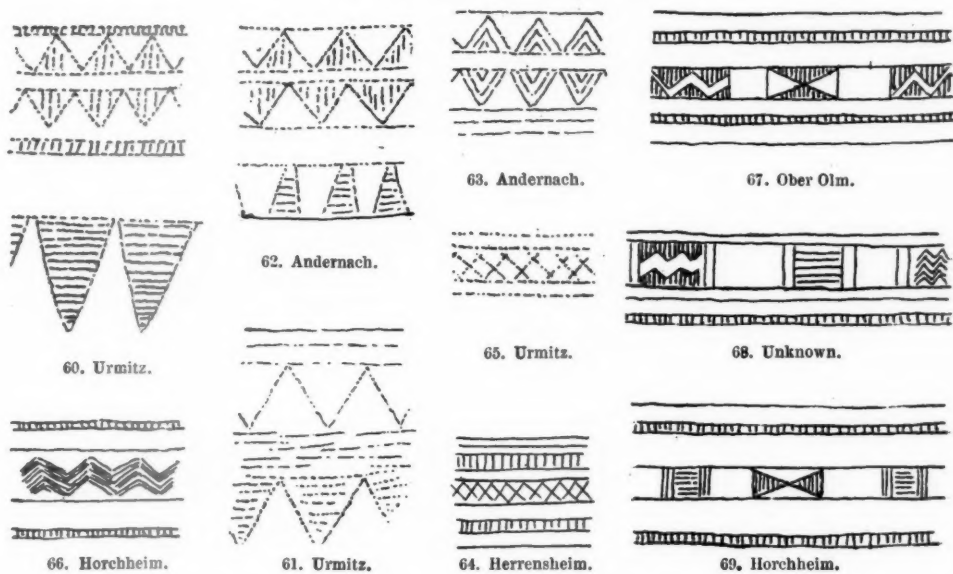 60. Urmitz.
66. Horchheim.
62. Andernach.
61. Urmitz.
63. Andernach.
65. Urmitz.
64. Herrensheim.
67. Ober Olm.
68. Unknown.
69. Horchheim.